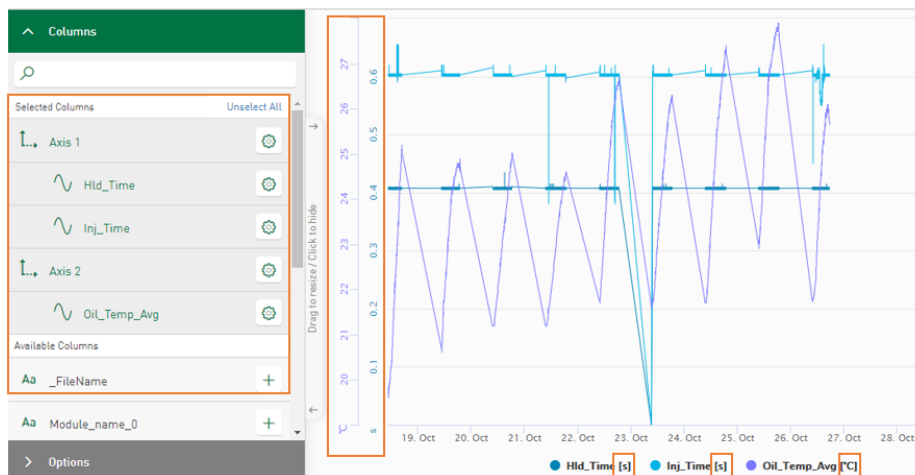 Columns
Selected Columns
Unselect All
Axis 1
Hld_Time
Inj_Time
Axis 2
Oil_Temp_Avg
Available Columns
Aa _FileName
Aa Module_name_0
Options
Drag to resize / Click to hide
27
26
25
24
23
22
21
20
°C
0.6
0.5
0.4
0.3
0.2
0.1
s
19. Oct
20. Oct
21. Oct
22. Oct
23. Oct
24. Oct
25. Oct
26. Oct
27. Oct
28. Oct
Hld_Time [s]
Inj_Time [s]
Oil_Temp_Avg [°C]